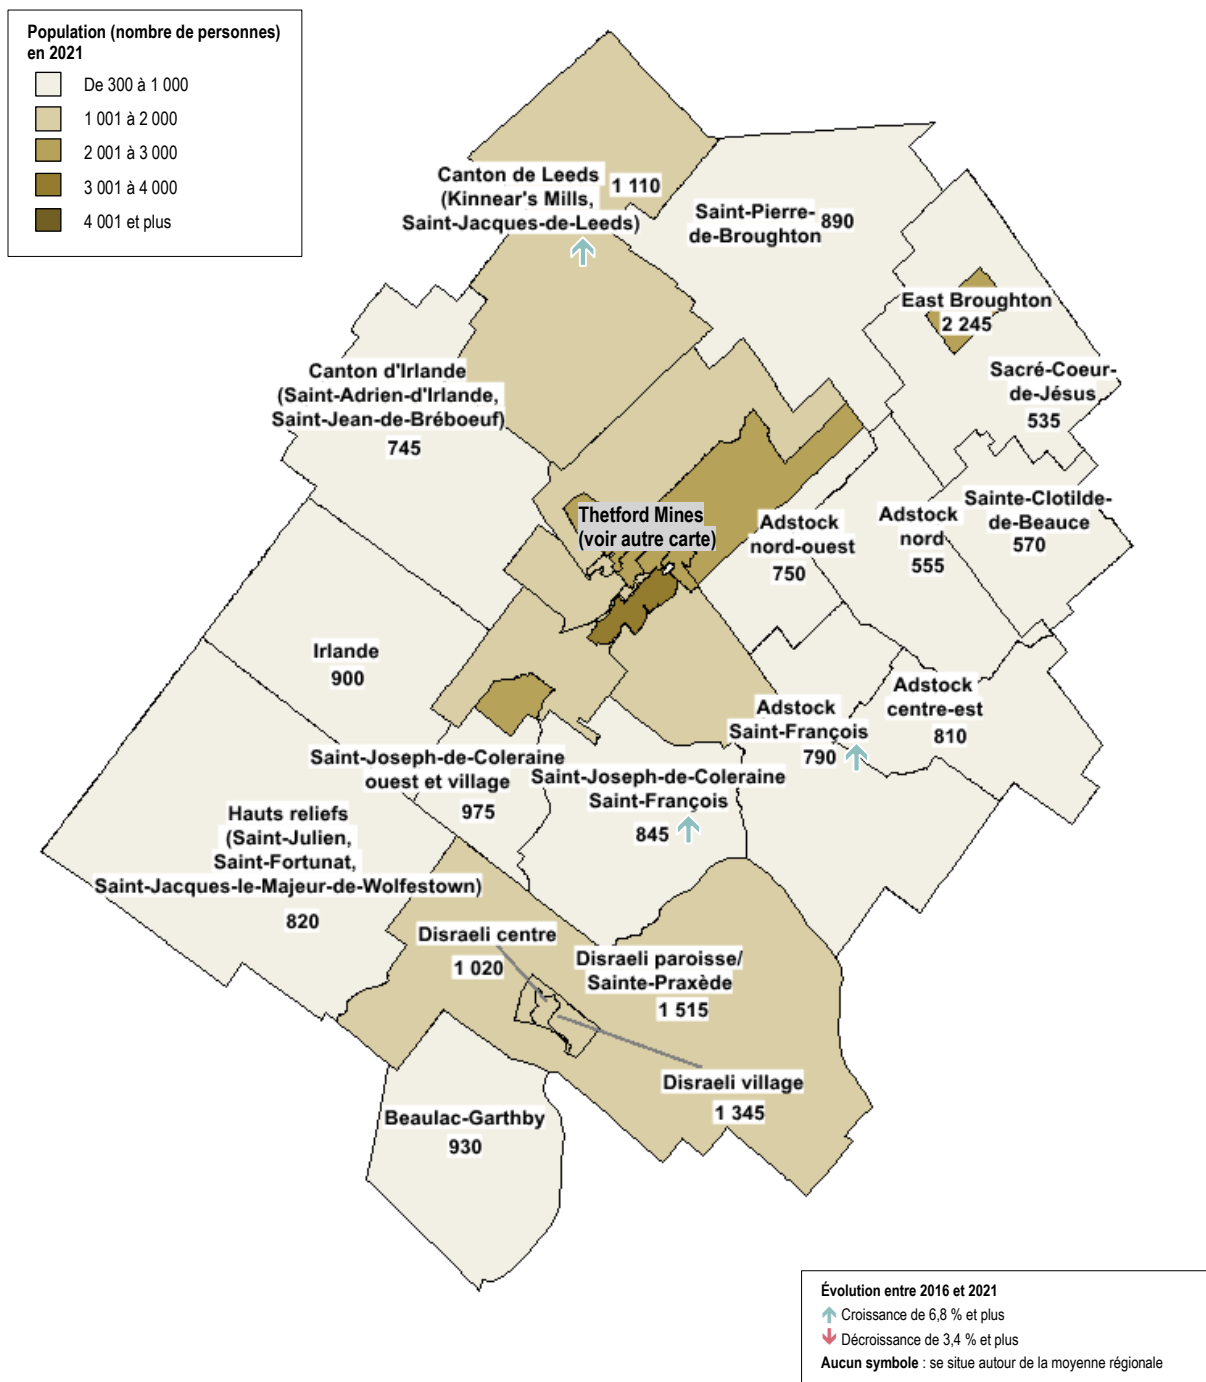 Population (nombre de personnes)
en 2021
De 300 à 1 000
1 001 à 2 000
2 001 à 3 000
3 001 à 4 000
4 001 et plus
Canton de Leeds
(Kinnear's Mills,
Saint-Jacques-de-Leeds)
1 110
Saint-Pierre-
de-Broughton
890
East Broughton
2 245
Sacré-Coeur-
de-Jésus
535
Canton d'Irlande
(Saint-Adrien-d'Irlande,
Saint-Jean-de-Bréboeuf)
745
Thetford Mines
(voir autre carte)
Adstock
nord-ouest
750
Adstock
nord
555
Sainte-Clotilde-
de-Beauce
570
Irlande
900
Adstock
Saint-François
790
Adstock
centre-est
810
Saint-Joseph-de-Coleraine
ouest et village
975
Saint-Joseph-de-Coleraine
Saint-François
845
Hauts reliefs
(Saint-Julien,
Saint-Fortunat,
Saint-Jacques-le-Majeur-de-Wolfestown)
820
Disraeli centre
1 020
Disraeli paroisse/
Sainte-Praxède
1 515
Disraeli village
1 345
Beaulac-Garthby
930
Évolution entre 2016 et 2021
Croissance de 6,8 % et plus
Décroissance de 3,4 % et plus
Aucun symbole : se situe autour de la moyenne régionale